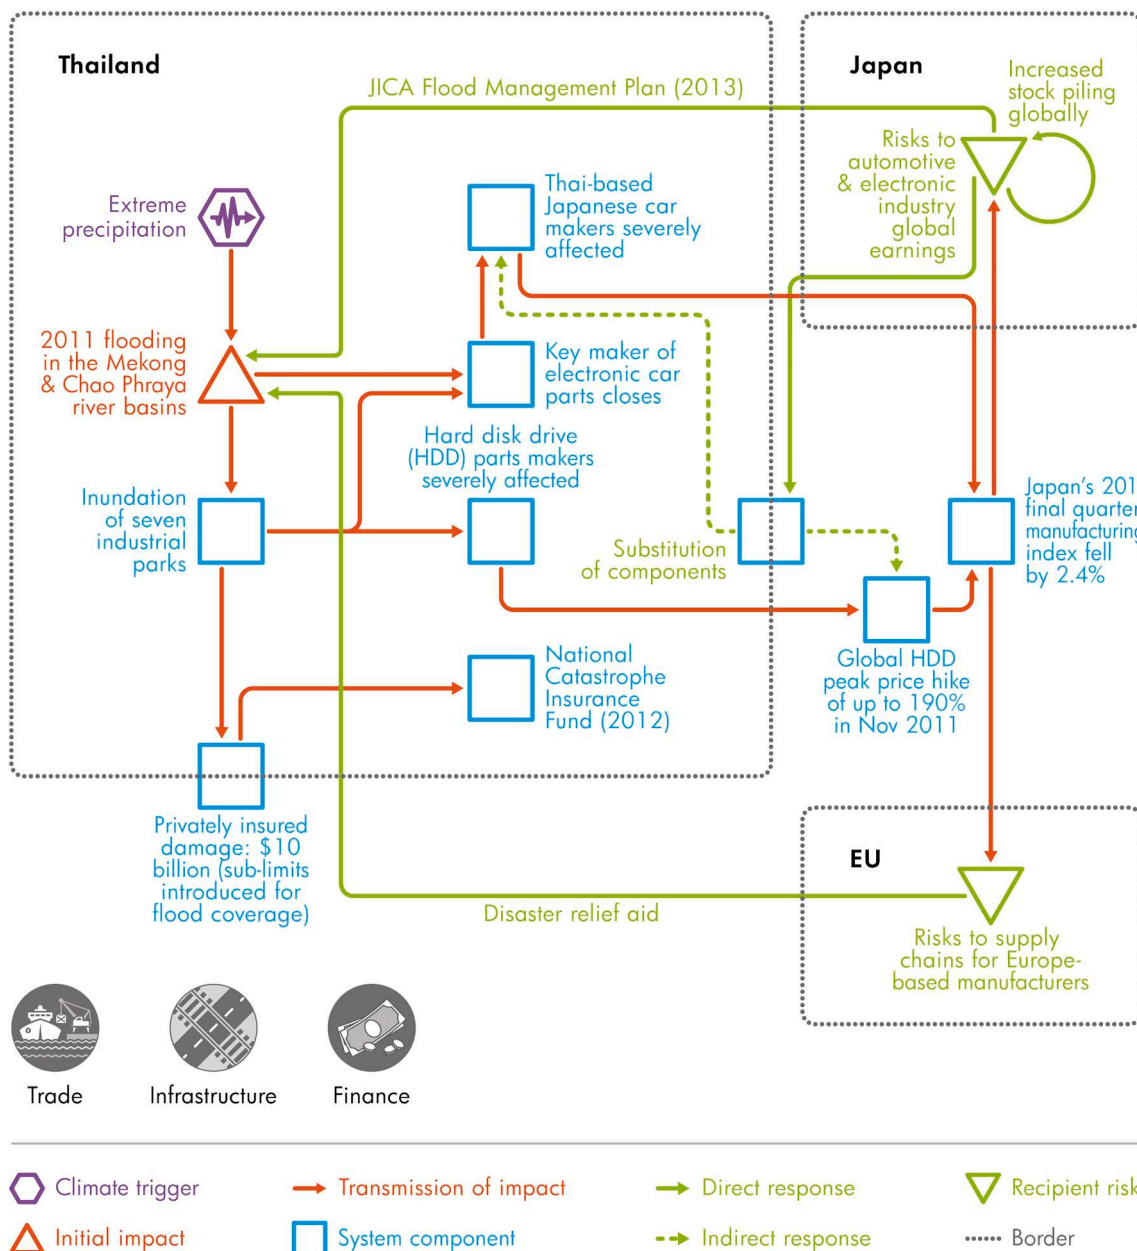 Thailand
Japan
JICA Flood Management Plan (2013)
Increased
stock piling
globally
Risks to
automotive
& electronic
industry
global
earnings
Extreme
precipitation
Thai-based
Japanese car
makers severely
affected
2011 flooding
in the Mekong
& Chao Phraya
river basins
Key maker of
electronic car
parts closes
Hard disk drive
(HDD) parts makers
severely affected
Inundation
of seven
industrial
parks
Substitution
of components
Japan's 201
final quarter
manufacturing
index fell
by 2.4%
National
Catastrophe
Insurance
Fund (2012)
Global HDD
peak price hike
of up to 190%
in Nov 2011
Privately insured
damage: $10
billion (sub-limits
introduced for
flood coverage)
EU
Disaster relief aid
Risks to supply
chains for Europe-
based manufacturers
Trade
Infrastructure
Finance
Climate trigger
Transmission of impact
Direct response
Recipient risk
Initial impact
System component
Indirect response
Border